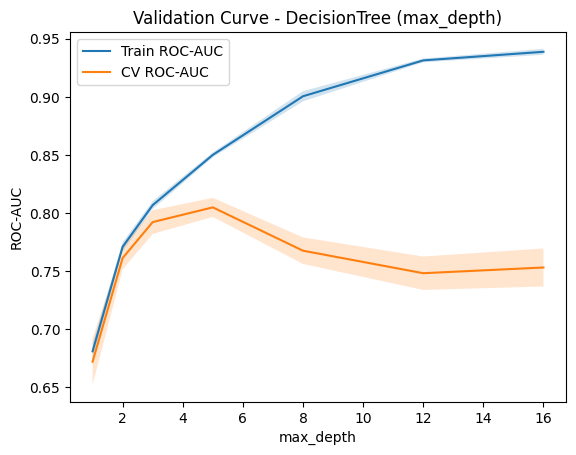 Validation Curve - DecisionTree (max_depth)
Train ROC-AUC
CV ROC-AUC
ROC-AUC
0.95
0.90
0.85
0.80
0.75
0.70
0.65
2 4 6 8 10 12 14 16
max_depth